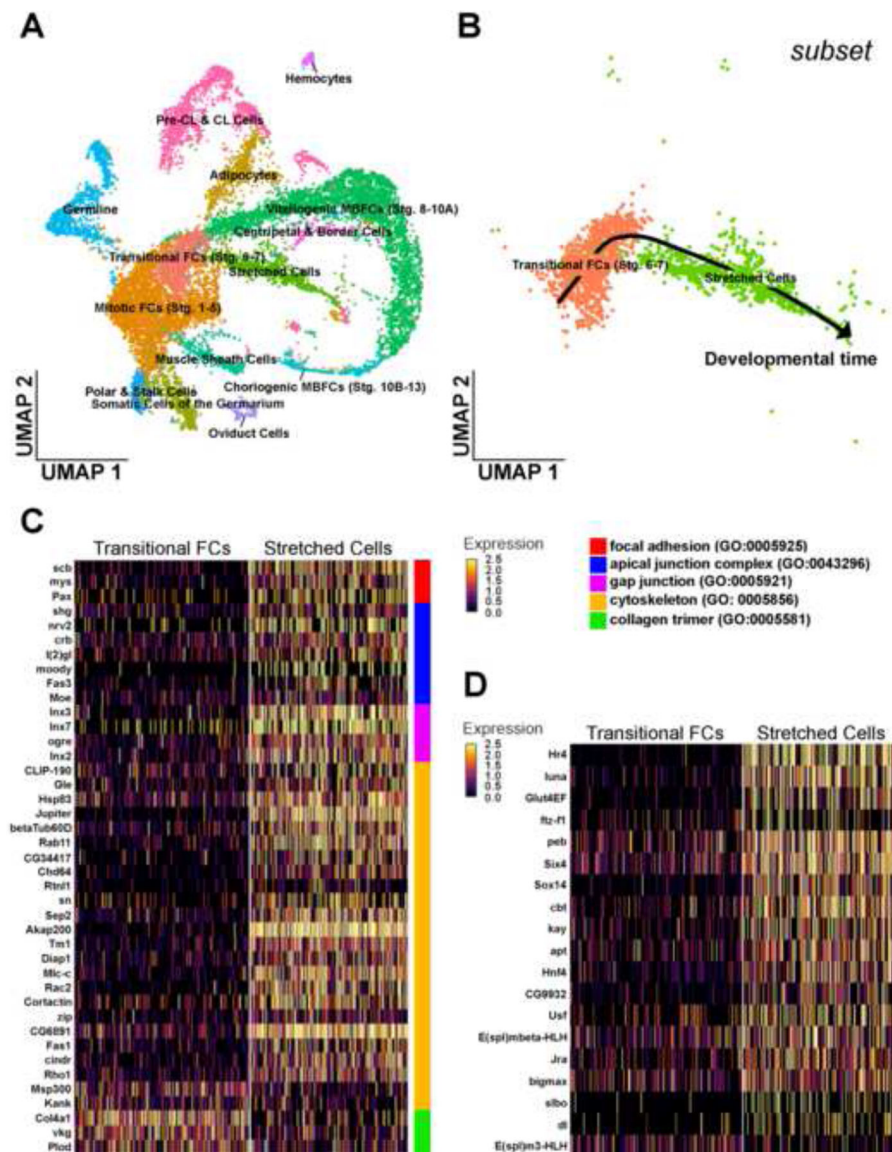 A
Hemocytes
Pre-CL & CL Cells
Adipocytes
Germline
Vitellogenic MBFCs (Stg. 8-10A)
Centripetal & Border Cells
Transitional FCs (Stg. 6-7)
Stretched Cells
Mitotic FCs (Stg. 1-5)
Muscle Sheath Cells
Choriogenic MBFCs (Stg. 10B-13)
Polar & Stalk Cells
Somatic Cells of the Germarium
Oviduct Cells
UMAP 2
UMAP 1
B
subset
Transitional FCs (Stg. 6-7)
Stretched Cells
Developmental time
UMAP 2
UMAP 1
C
Transitional FCs
Stretched Cells
scb
mys
Pax
shg
nrv2
crb
l(2)gl
moody
Fas3
Moe
Inx3
Inx7
ogre
Inx2
CLIP-190
Gle
Hsp83
Jupiter
betaTub60D
Rab11
CG34417
Chd64
Rtnl1
sn
Sep2
Akap200
Tm1
Diap1
Mlc-c
Rac2
Cortactin
zip
CG6891
Fas1
cindr
Rho1
Msp300
Kank
Col4a1
vkg
Plod
Expression
2.5
2.0
1.5
1.0
0.5
0.0
focal adhesion (GO:0005925)
apical junction complex (GO:0043296)
gap junction (GO:0005921)
cytoskeleton (GO: 0005856)
collagen trimer (GO:0005581)
D
Expression
2.5
2.0
1.5
1.0
0.5
0.0
Transitional FCs
Stretched Cells
Hr4
luna
Glut4EF
ftz-f1
peb
Six4
Sox14
cbt
kay
apt
Hnf4
CG9932
Usf
E(spl)mbeta-HLH
Jra
bigmax
slbo
dl
E(spl)m3-HLH